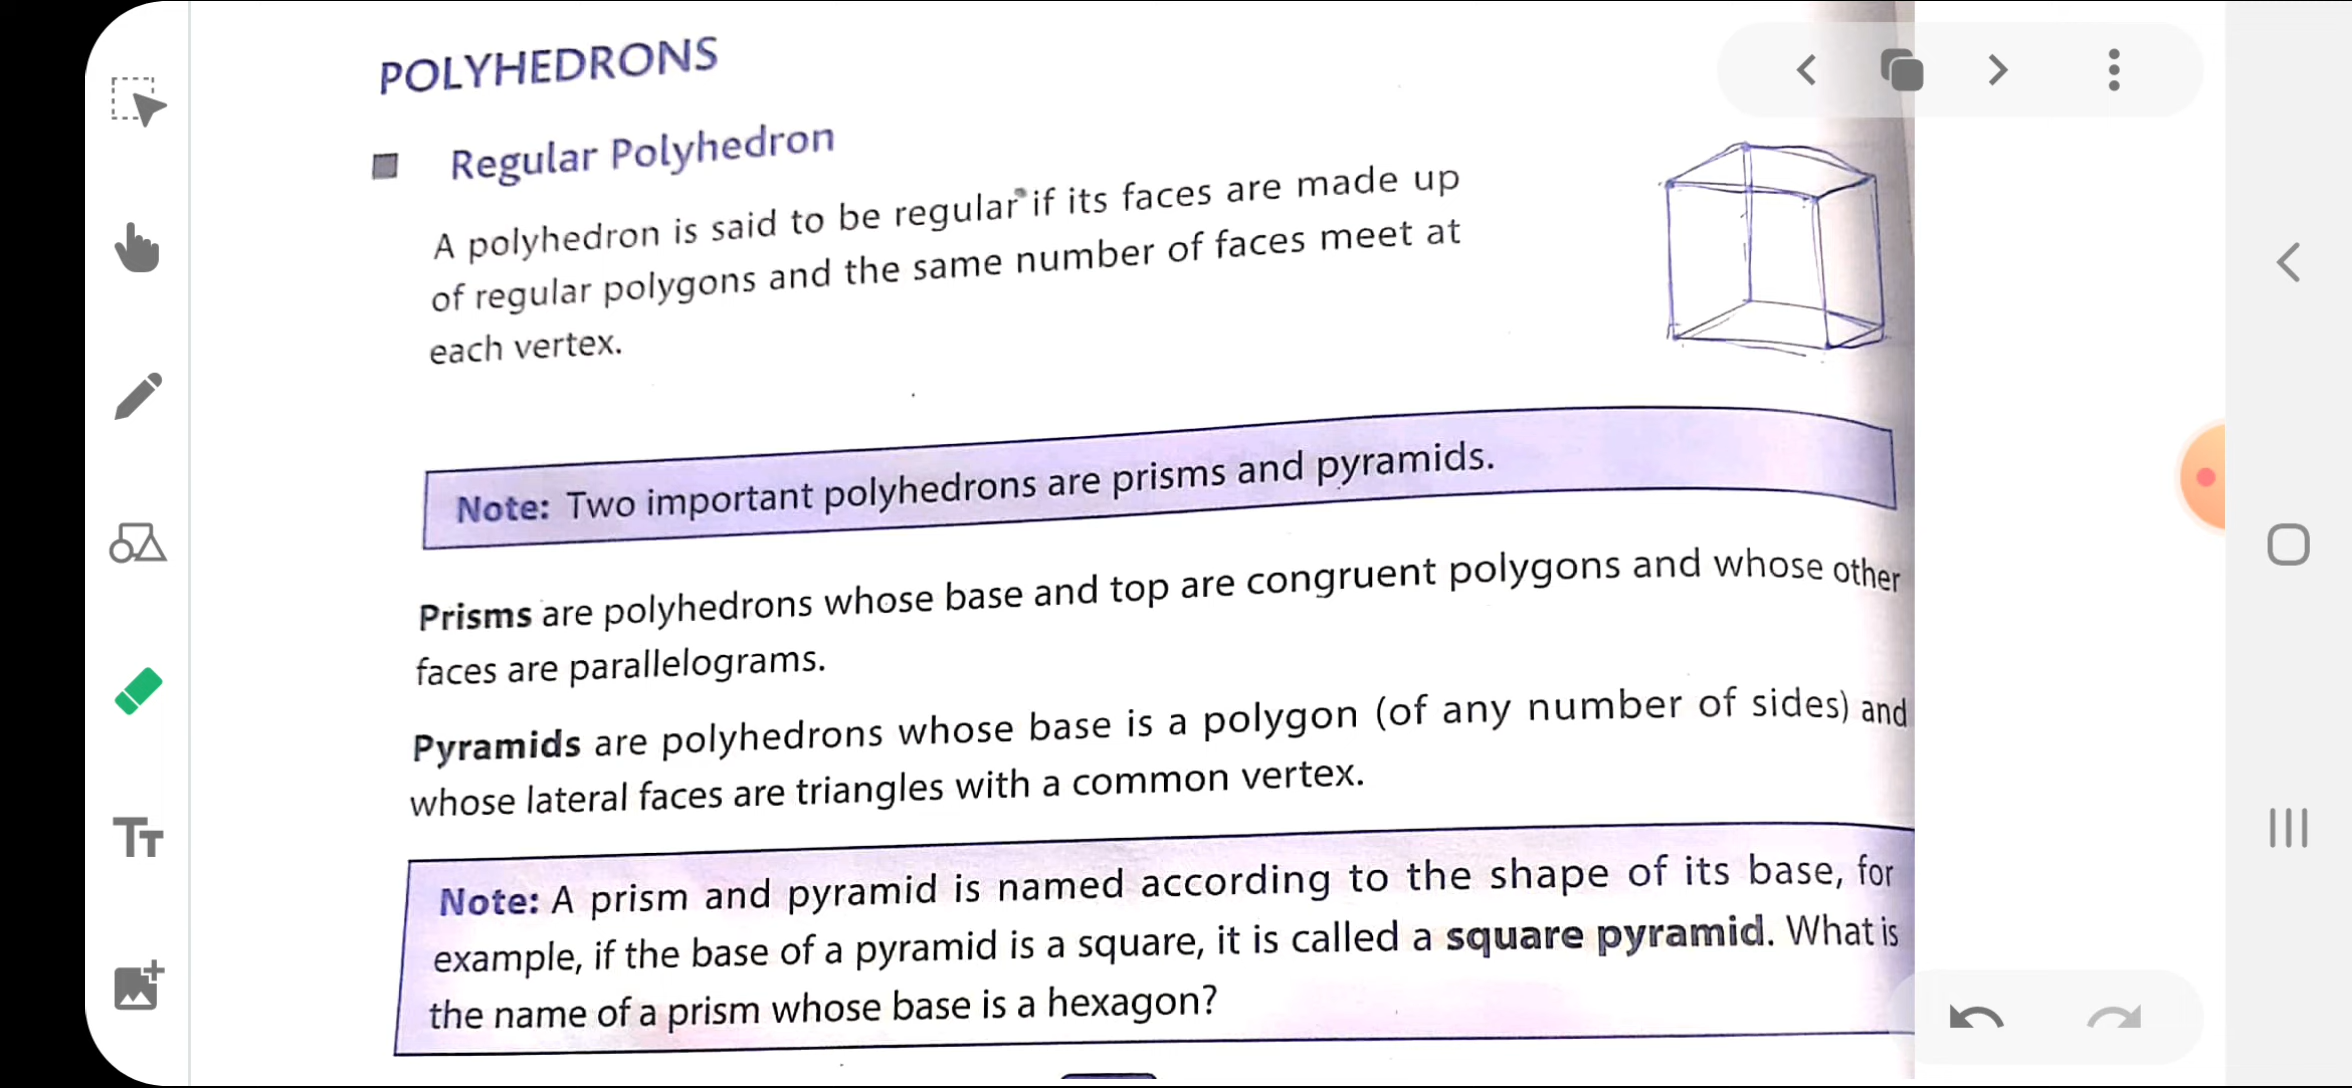 POLYHEDRONS
Regular Polyhedron
A polyhedron is said to be regular if its faces are made up
of regular polygons and the same number of faces meet at
each vertex.
Note: Two important polyhedrons are prisms and pyramids.
Prisms are polyhedrons whose base and top are congruent polygons and whose other
faces are parallelograms.
Pyramids are polyhedrons whose base is a polygon (of any number of sides) and
whose lateral faces are triangles with a common vertex.
Note: A prism and pyramid is named according to the shape of its base, for
example, if the base of a pyramid is a square, it is called a square pyramid. What is
the name of a prism whose base is a hexagon?
TT